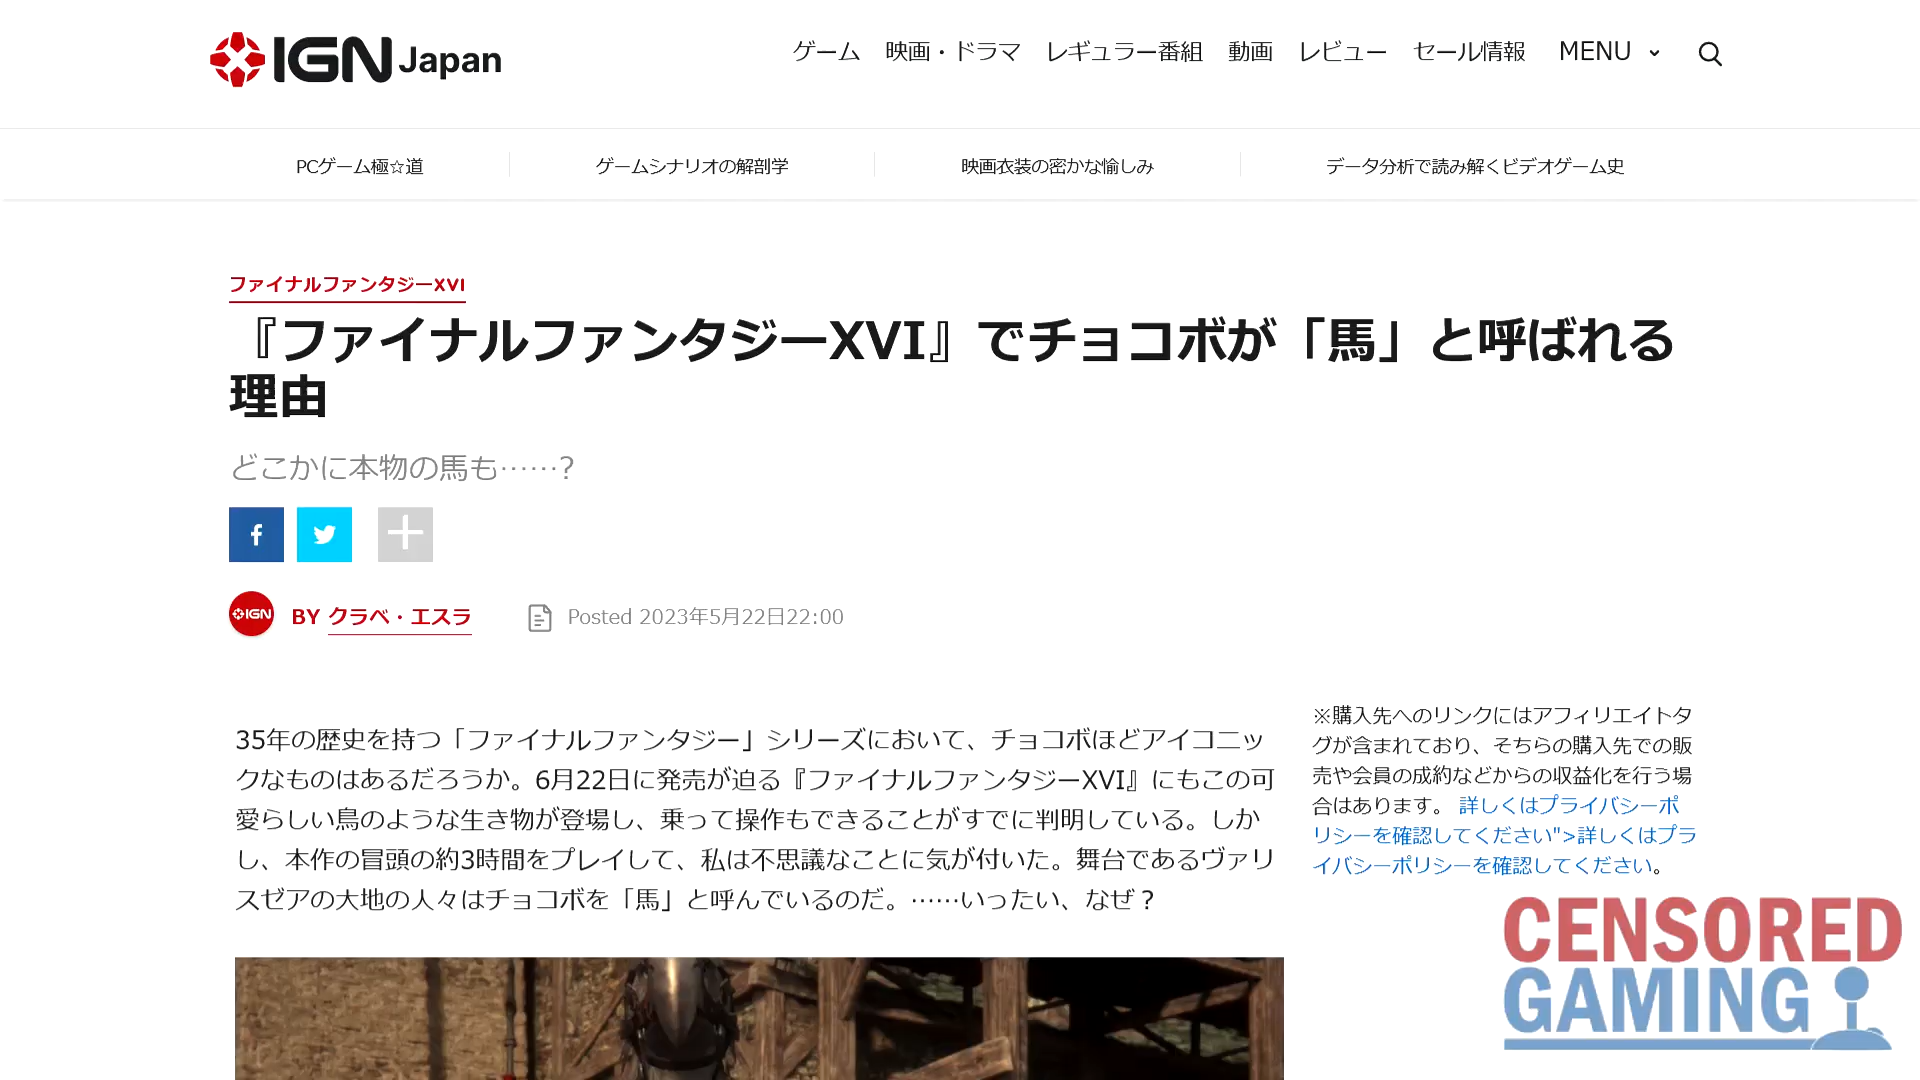 IGN Japan
ゲーム 映画・ドラマ レギュラー番組 動画 レビュー セール情報 MENU
PCゲーム極☆道 ゲームシナリオの解剖学 映画衣装の密かな愉しみ データ分析で読み解くビデオゲーム史
ファイナルファンタジーXVI
『ファイナルファンタジーXVI』でチョコボが「馬」と呼ばれる
理由
どこかに本物の馬も……?
IGN BY クラベ・エスラ Posted 2023年5月22日22:00
35年の歴史を持つ「ファイナルファンタジー」シリーズにおいて、チョコボほどアイコニッ
クなものはあるだろうか。6月22日に発売が迫る『ファイナルファンタジーXVI』にもこの可
愛らしい鳥のような生き物が登場し、乗って操作もできることがすでに判明している。しか
し、本作の冒頭の約3時間をプレイして、私は不思議なことに気が付いた。舞台であるヴァリ
スゼアの大地の人々はチョコボを「馬」と呼んでいるのだ。……いったい、なぜ？
※購入先へのリンクにはアフィリエイトタ
グが含まれており、そちらの購入先での販
売や会員の成約などからの収益化を行う場
合はあります。 詳しくはプライバシーポ
リシーを確認してください">詳しくはプラ
イバシーポリシーを確認してください。
CENSORED
GAMING